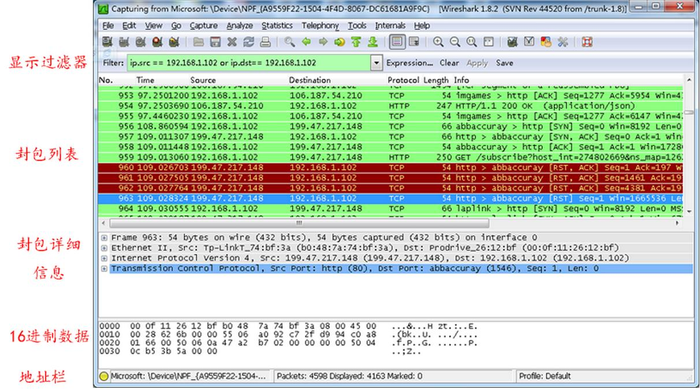 Capturing from Microsoft: \Device\NPF_{A9559F22-1504-4F4D-8067-DC61681A9F9C} [Wireshark 1.8.2 (SVN Rev 44520 from /trunk-1.8)]
File Edit View Go Capture Analyze Statistics Telephony Tools Internals Help
显示过滤器
Filter: ip.src == 192.168.1.102 or ip.dst== 192.168.1.102 Expression... Clear Apply Save
No. Time Source Destination Protocol Length Info
953 97.2501200 192.168.1.102 106.187.54.210 TCP 54 imgames > http [ACK] Seq=1277 Ack=5954 Win=4
954 97.2503690 106.187.54.210 192.168.1.102 HTTP 247 HTTP/1.1 200 OK (application/json)
955 97.4460230 192.168.1.102 106.187.54.210 TCP 54 imgames > http [ACK] Seq=1277 Ack=6147 Win=4
956 108.860594 192.168.1.102 199.47.217.148 TCP 66 abbaccuray > http [SYN] Seq=0 Win=8192 Len=0
957 109.011307 199.47.217.148 192.168.1.102 TCP 66 http > abbaccuray [SYN, ACK] Seq=0 Ack=1 Win=
958 109.011447 192.168.1.102 199.47.217.148 TCP 54 abbaccuray > http [ACK] Seq=1 Ack=1 Win=1728
959 109.013060 192.168.1.102 199.47.217.148 HTTP 250 GET /subscribe?host_int=274802669&ns_map=1262
封包列表
960 109.026703 199.47.217.148 192.168.1.102 TCP 54 http > abbaccuray [RST, ACK] Seq=1 Ack=197 W
961 109.027505 199.47.217.148 192.168.1.102 TCP 54 http > abbaccuray [RST, ACK] Seq=1461 Ack=197
962 109.027764 199.47.217.148 192.168.1.102 TCP 54 http > abbaccuray [RST, ACK] Seq=4381 Ack=19
963 109.028324 199.47.217.148 192.168.1.102 TCP 54 http > abbaccuray [RST] Seq=1 Win=1665536 Le
964 109.030555 192.168.1.102 199.47.217.148 TCP 66 laplink > http [SYN] Seq=0 Win=8192 Len=0 MS
封包详细
信息
Frame 963: 54 bytes on wire (432 bits), 54 bytes captured (432 bits) on interface 0
Ethernet II, Src: Tp-LinkT_74:bf:3a (b0:48:7a:74:bf:3a), Dst: Prodrive_26:12:bf (00:0f:11:26:12:bf)
Internet Protocol Version 4, Src: 199.47.217.148 (199.47.217.148), Dst: 192.168.1.102 (192.168.1.102)
Transmission Control Protocol, Src Port: http (80), Dst Port: abbaccuray (1546), Seq: 1, Len: 0
16进制数据
0000 00 0f 11 26 12 bf b0 48 7a 74 bf 3a 08 00 45 00 ...&...H zt.:..E.
0010 00 28 62 6b 00 00 55 06 a0 92 c7 2f d9 94 c0 a8 .(bk..U. .../....
0020 01 66 00 50 06 0a 47 a2 b7 02 00 00 00 00 50 04 .f.P..G. ......P.
0030 0c b5 3b 5a 00 00 ..;Z..
地址栏
Microsoft: \Device\NPF_{A9559F22-1504-... Packets: 4598 Displayed: 4163 Marked: 0 Profile: Default